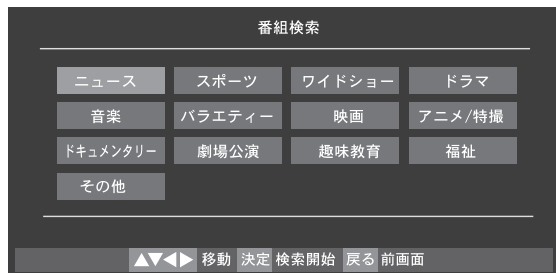 番組検索
ニュース スポーツ ワイドショー ドラマ
音楽 バラエティー 映画 アニメ/特撮
ドキュメンタリー 劇場公演 趣味教育 福祉
その他
▲▼◀▶ 移動 決定 検索開始 戻る 前画面